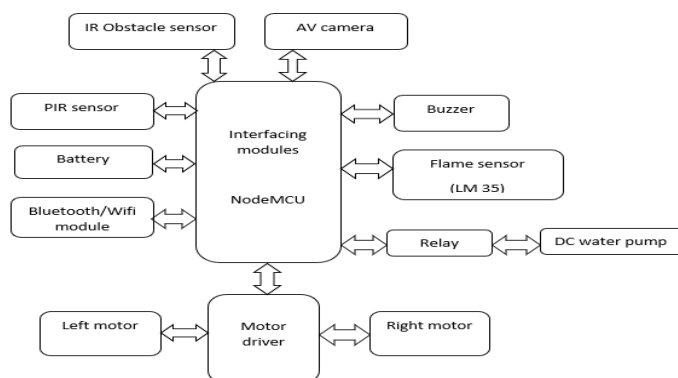 IR Obstacle sensor
AV camera
PIR sensor
Battery
Bluetooth/Wifi
module
Interfacing
modules
NodeMCU
Buzzer
Flame sensor
(LM 35)
Relay
DC water pump
Left motor
Motor
driver
Right motor